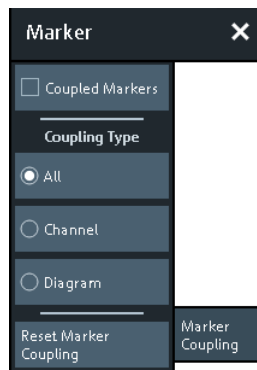 Marker
Coupled Markers
Coupling Type
All
Channel
Diagram
Reset Marker
Coupling
Marker
Coupling